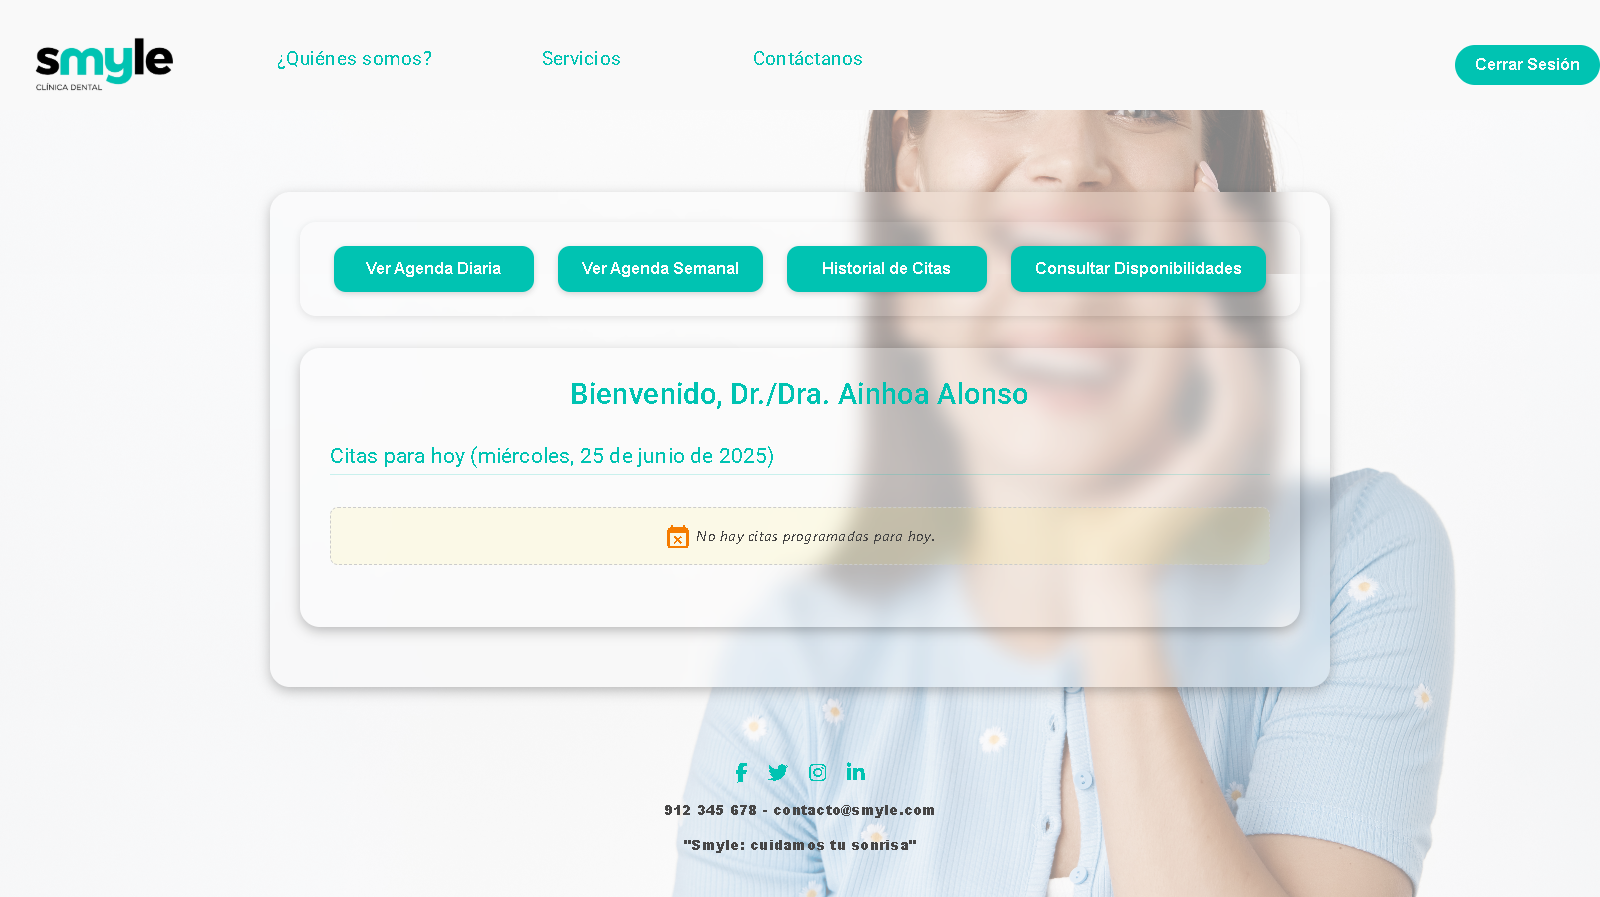 smyle
CLÍNICA DENTAL
¿Quiénes somos?
Servicios
Contáctanos
Cerrar Sesión
Ver Agenda Diaria
Ver Agenda Semanal
Historial de Citas
Consultar Disponibilidades
Bienvenido, Dr./Dra. Ainhoa Alonso
Citas para hoy (miércoles, 25 de junio de 2025)
No hay citas programadas para hoy.
912 345 678 - contacto@smyle.com
"Smyle: cuidamos tu sonrisa"